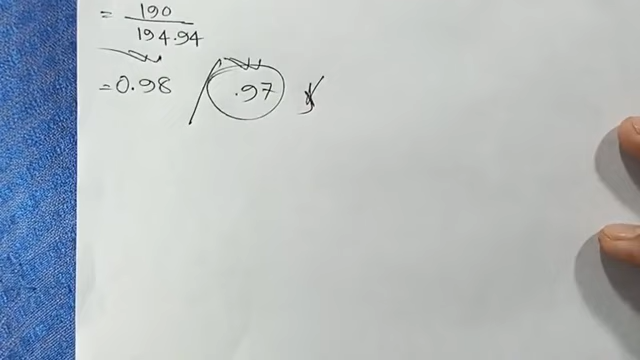 = 190
194.94
= 0.98 / .97